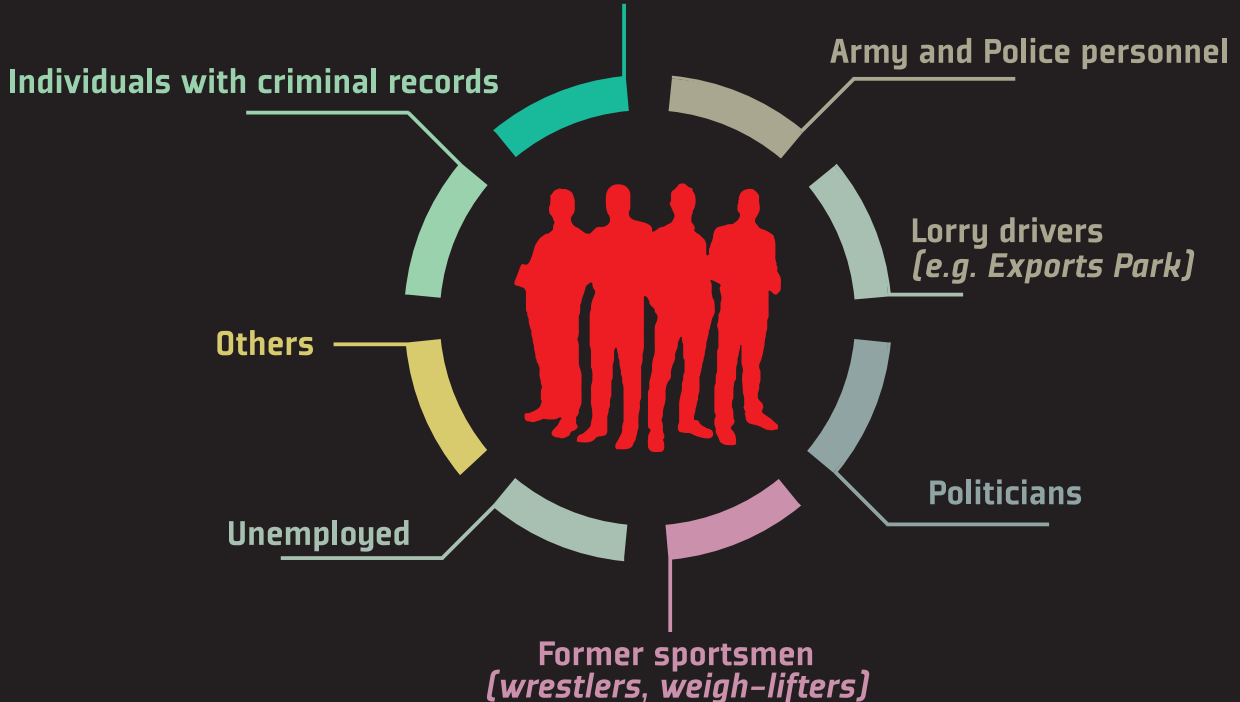 Army and Police personnel
Individuals with criminal records
Lorry drivers
(e.g. Exports Park)
Others
Politicians
Unemployed
Former sportsmen
(wrestlers, weigh-lifters)